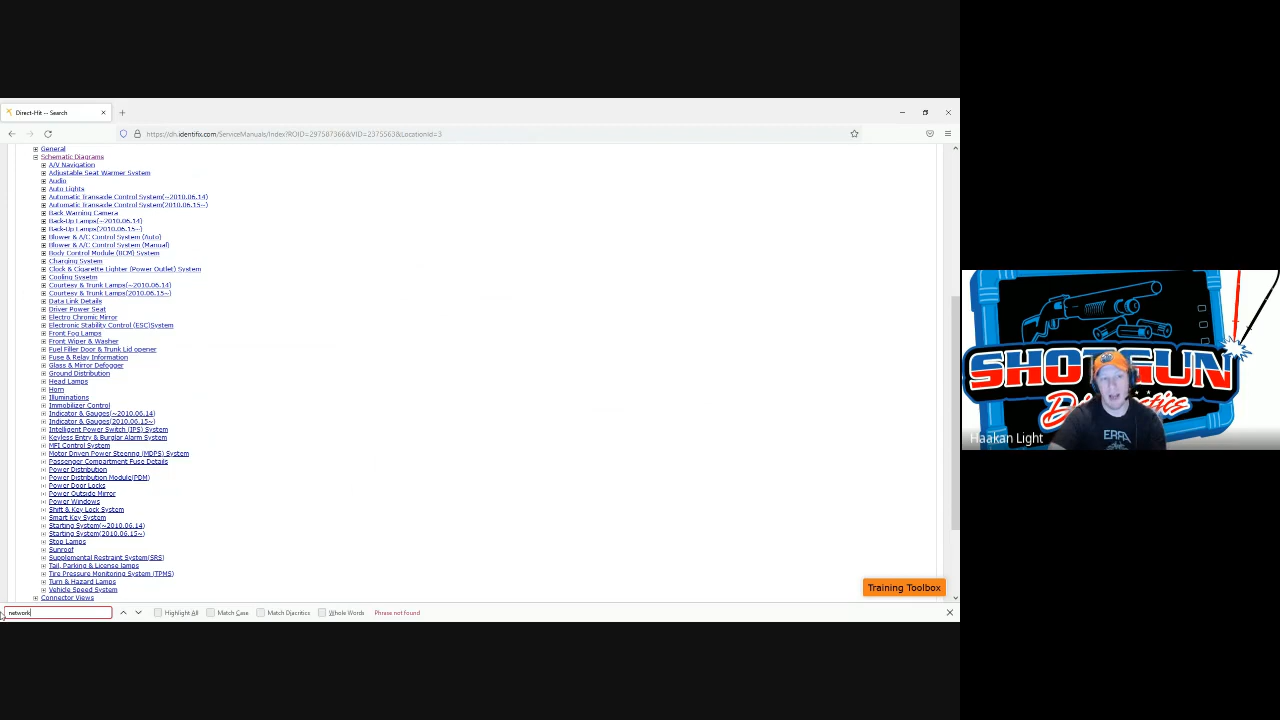 Direct-Hit -- Search
https://dh.identifix.com/ServiceManuals/Index?ROID=297587366&VID=2375563&LocationId=3
General
Schematic Diagrams
A/V Navigation
Adjustable Seat Warmer System
Audio
Auto Lights
Automatic Transaxle Control System(~2010.06.14)
Automatic Transaxle Control System(2010.06.15~)
Back Warning Camera
Back-Up Lamps(~2010.06.14)
Back-Up Lamps(2010.06.15~)
Blower & A/C Control System (Auto)
Blower & A/C Control System (Manual)
Body Control Module (BCM) System
Charging System
Clock & Cigarette Lighter (Power Outlet) System
Cooling Sysetm
Courtesy & Trunk Lamps(~2010.06.14)
Courtesy & Trunk Lamps(2010.06.15~)
Data Link Details
Driver Power Seat
Electro Chromic Mirror
Electronic Stability Control (ESC)System
Front Fog Lamps
Front Wiper & Washer
Fuel Filler Door & Trunk Lid opener
Fuse & Relay Information
Glass & Mirror Defogger
Ground Distribution
Head Lamps
Horn
Illuminations
Immobilizer Control
Indicator & Gauges(~2010.06.14)
Indicator & Gauges(2010.06.15~)
Intelligent Power Switch (IPS) System
Keyless Entry & Burglar Alarm System
MFI Control System
Motor Driven Power Steering (MDPS) System
Passenger Compartment Fuse Details
Power Distribution
Power Distribution Module(PDM)
Power Door Locks
Power Outside Mirror
Power Windows
Shift & Key Lock System
Smart Key System
Starting System(~2010.06.14)
Starting System(2010.06.15~)
Stop Lamps
Sunroof
Supplemental Restraint System(SRS)
Tail, Parking & License lamps
Tire Pressure Monitoring System (TPMS)
Turn & Hazard Lamps
Vehicle Speed System
Connector Views
Training Toolbox
network
Highlight All
Match Case
Match Diacritics
Whole Words
Phrase not found
SHOTGUN
Diagnostics
ERRA
Haakan Light